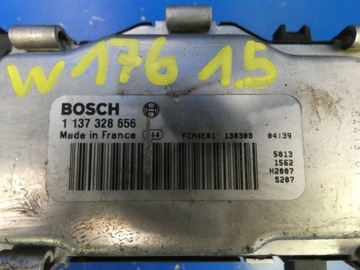 W176 1.5
BOSCH
1 137 328 656
Made in France 44 FCM4E01 130308 04:39
5013
1562
H2007
S207